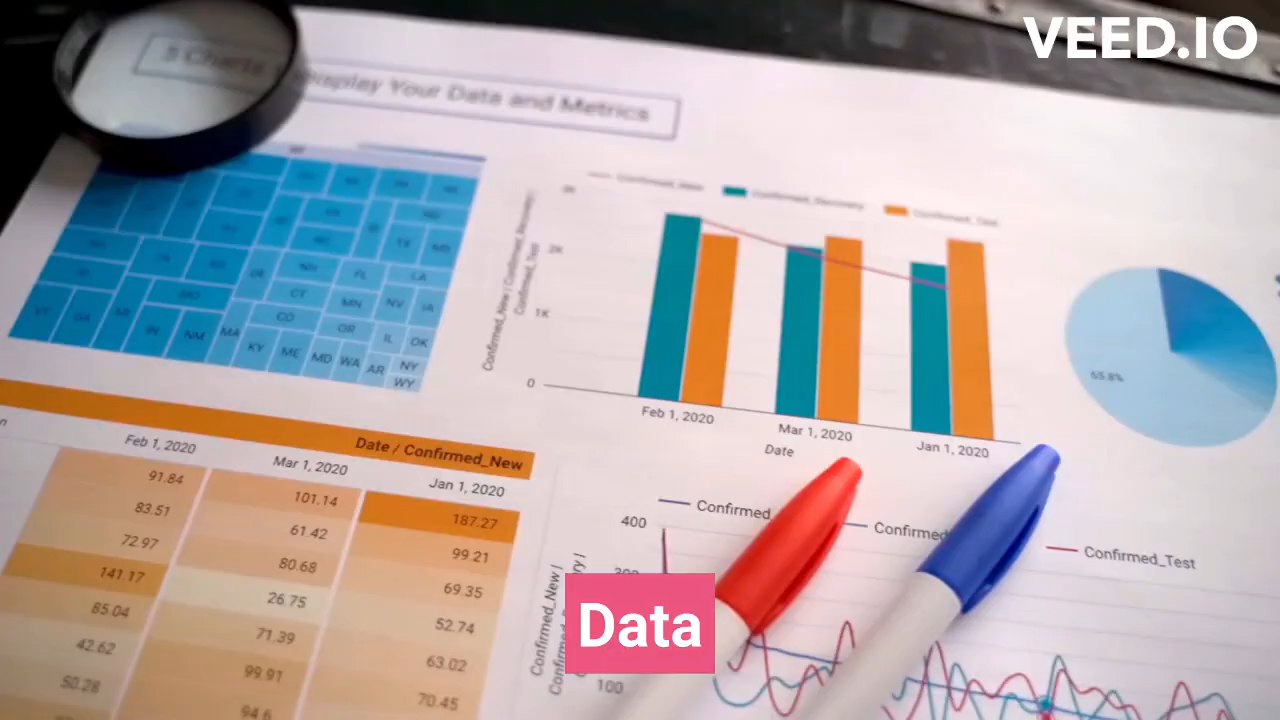 VEED.IO
5 Charts
Display Your Data and Metrics
Confirmed_New
Confirmed_Recovery
Confirmed_Test
2K
1K
0
Confirmed_New | Confirmed_Recovery |
Confirmed_Test
Feb 1, 2020
Mar 1, 2020
Jan 1, 2020
Date
65.8%
TX
FL
LA
CT
MN
NV
IA
CO
OR
IL
OK
GA
MI
IN
NM
MA
KY
ME
MD
WA
AR
NY
WY
Date / Confirmed_New
Feb 1, 2020
Mar 1, 2020
Jan 1, 2020
91.84
101.14
187.27
83.51
61.42
99.21
72.97
80.68
69.35
141.17
26.75
52.74
85.04
71.39
63.02
42.62
99.91
70.45
50.28
94.6
Confirmed
Confirmed
Confirmed_Test
400
100
Confirmed_New |
Data